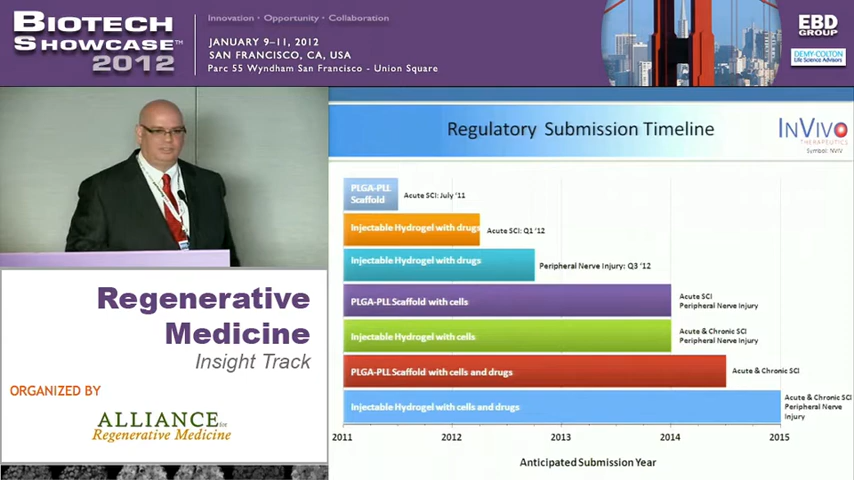 BIOTECH
SHOWCASE™
2012
Innovation • Opportunity • Collaboration
JANUARY 9–11, 2012
SAN FRANCISCO, CA, USA
Parc 55 Wyndham San Francisco - Union Square
EBD
GROUP
DEMY-COLTON
Life Science Advisors
Regulatory Submission Timeline
INVIVO
THERAPEUTICS
Symbol: NVIV
PLGA-PLL
Scaffold
Acute SCI: July '11
Injectable Hydrogel with drugs
Acute SCI: Q1 '12
Injectable Hydrogel with drugs
Peripheral Nerve Injury: Q3 '12
PLGA-PLL Scaffold with cells
Acute SCI
Peripheral Nerve Injury
Injectable Hydrogel with cells
Acute & Chronic SCI
Peripheral Nerve Injury
PLGA-PLL Scaffold with cells and drugs
Acute & Chronic SCI
Injectable Hydrogel with cells and drugs
Acute & Chronic SCI
Peripheral Nerve
Injury
2011 2012 2013 2014 2015
Anticipated Submission Year
Regenerative
Medicine
Insight Track
ORGANIZED BY
ALLIANCE for
Regenerative Medicine